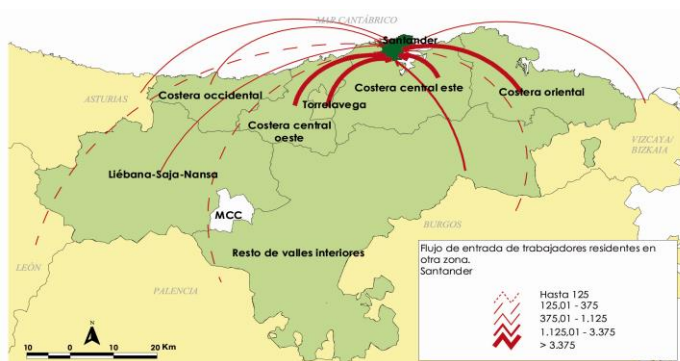 MAR CANTÁBRICO
Santander
ASTURIAS
Costera occidental
Costera central este
Costera oriental
Torrelavega
Costera central
oeste
VIZCAYA/
BIZKAIA
Liébana-Saja-Nansa
MCC
BURGOS
Resto de valles interiores
LEÓN
PALENCIA
Flujo de entrada de trabajadores residentes en
otra zona.
Santander
Hasta 125
125,01 - 375
375,01 - 1.125
1.125,01 - 3.375
> 3.375
N
10 0 10 20 Km